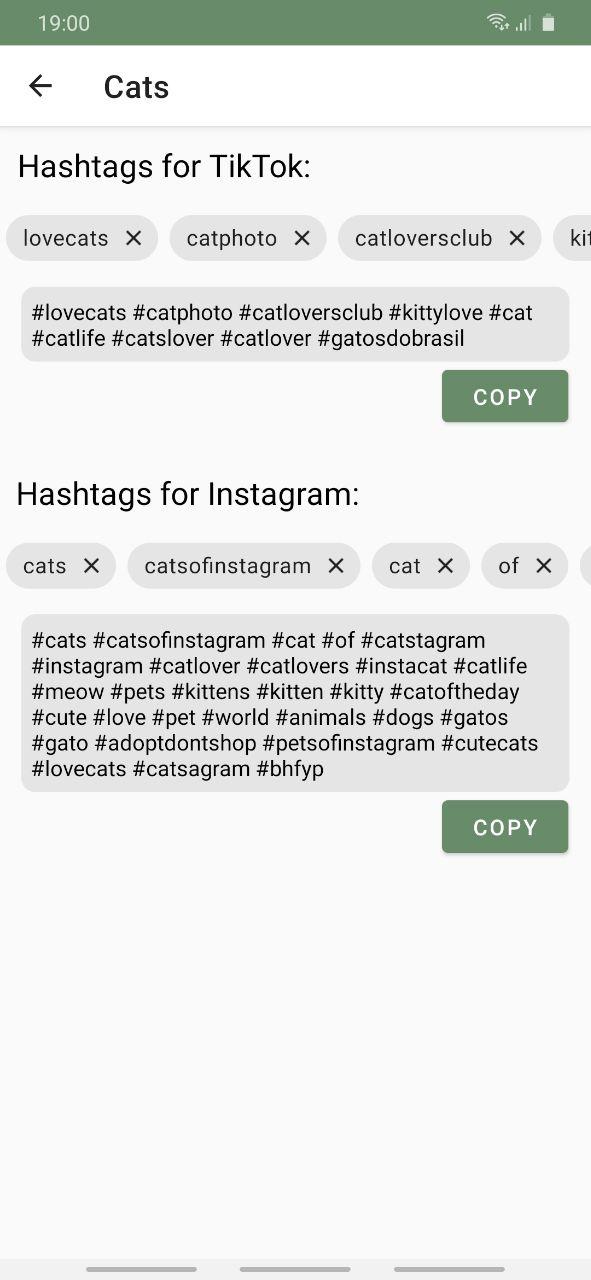 19:00
Cats
Hashtags for TikTok:
lovecats catphoto catloversclub kit
#lovecats #catphoto #catloversclub #kittylove #cat
#catlife #catslover #catlover #gatosdobrasil
COPY
Hashtags for Instagram:
cats catsofinstagram cat of
#cats #catsofinstagram #cat #of #catstagram
#instagram #catlover #catlovers #instacat #catlife
#meow #pets #kittens #kitten #kitty #catoftheday
#cute #love #pet #world #animals #dogs #gatos
#gato #adoptdontshop #petsofinstagram #cutecats
#lovecats #catsagram #bhfyp
COPY